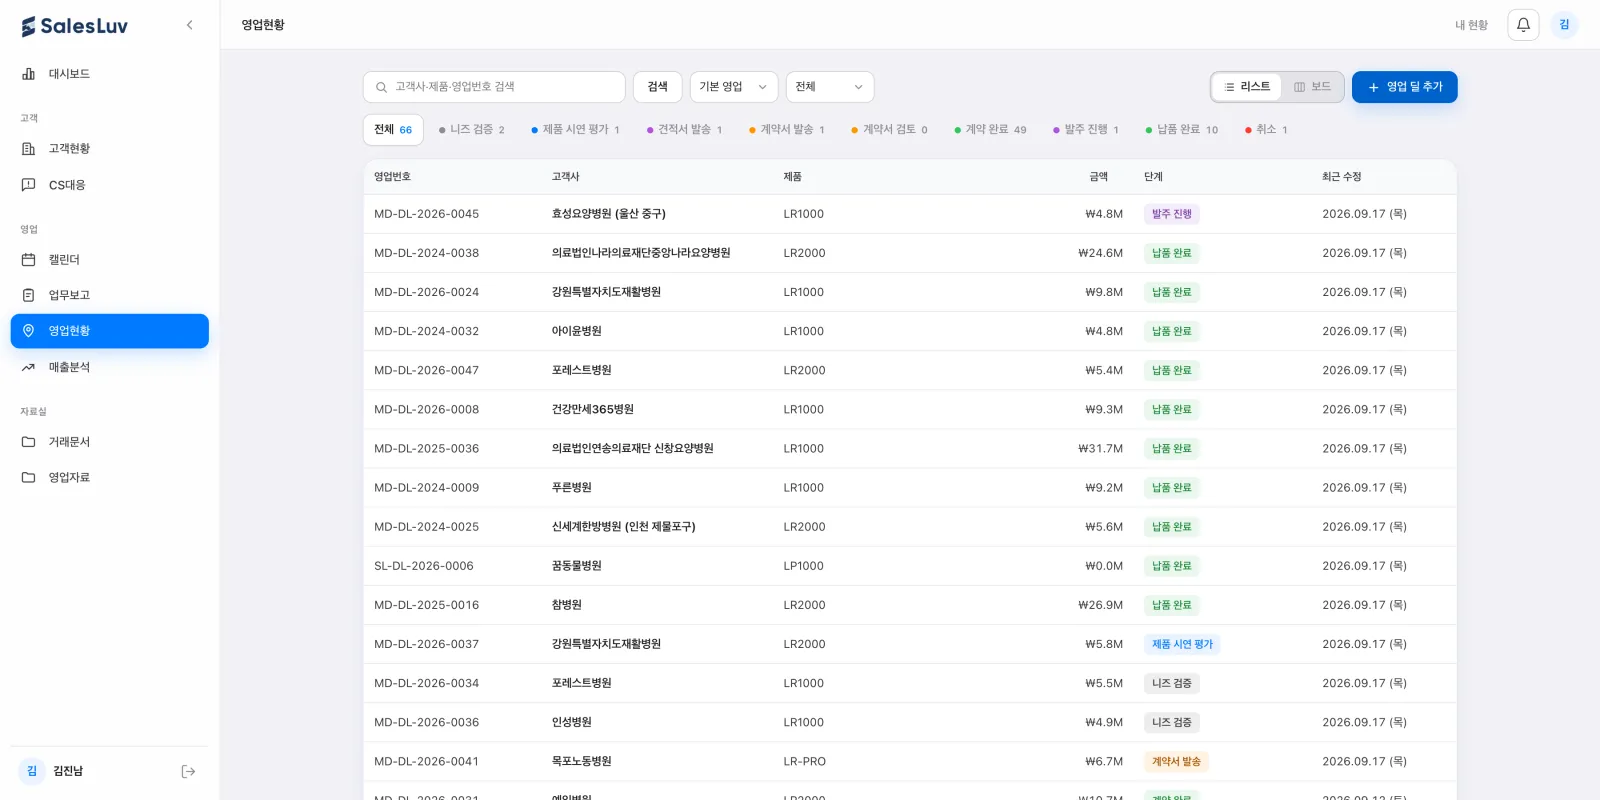 SalesLuv
대시보드
고객
고객현황
CS대응
영업
캘린더
업무보고
영업현황
매출분석
자료실
거래문서
영업자료
김 김진남
영업현황
내 현황 김
고객사·제품·영업번호 검색 검색 기본 영업 전체 리스트 보드 + 영업 딜 추가
전체 66 니즈 검증 2 제품 시연 평가 1 견적서 발송 1 계약서 발송 1 계약서 검토 0 계약 완료 49 발주 진행 1 납품 완료 10 취소 1
영업번호 고객사 제품 금액 단계 최근 수정
MD-DL-2026-0045 효성요양병원 (울산 중구) LR1000 ₩4.8M 발주 진행 2026.09.17 (목)
MD-DL-2024-0038 의료법인나라의료재단중앙나라요양병원 LR2000 ₩24.6M 납품 완료 2026.09.17 (목)
MD-DL-2026-0024 강원특별자치도재활병원 LR1000 ₩9.8M 납품 완료 2026.09.17 (목)
MD-DL-2024-0032 아이윤병원 LR1000 ₩4.8M 납품 완료 2026.09.17 (목)
MD-DL-2026-0047 포레스트병원 LR2000 ₩5.4M 납품 완료 2026.09.17 (목)
MD-DL-2026-0008 건강만세365병원 LR1000 ₩9.3M 납품 완료 2026.09.17 (목)
MD-DL-2025-0036 의료법인연송의료재단 신창요양병원 LR1000 ₩31.7M 납품 완료 2026.09.17 (목)
MD-DL-2024-0009 푸른병원 LR1000 ₩9.2M 납품 완료 2026.09.17 (목)
MD-DL-2024-0025 신세계한방병원 (인천 제물포구) LR2000 ₩5.6M 납품 완료 2026.09.17 (목)
SL-DL-2026-0006 꿈동물병원 LP1000 ₩0.0M 납품 완료 2026.09.17 (목)
MD-DL-2025-0016 참병원 LR2000 ₩26.9M 납품 완료 2026.09.17 (목)
MD-DL-2026-0037 강원특별자치도재활병원 LR2000 ₩5.8M 제품 시연 평가 2026.09.17 (목)
MD-DL-2026-0034 포레스트병원 LR1000 ₩5.5M 니즈 검증 2026.09.17 (목)
MD-DL-2026-0036 인성병원 LR1000 ₩4.9M 니즈 검증 2026.09.17 (목)
MD-DL-2026-0041 목포노동병원 LR-PRO ₩6.7M 계약서 발송 2026.09.17 (목)